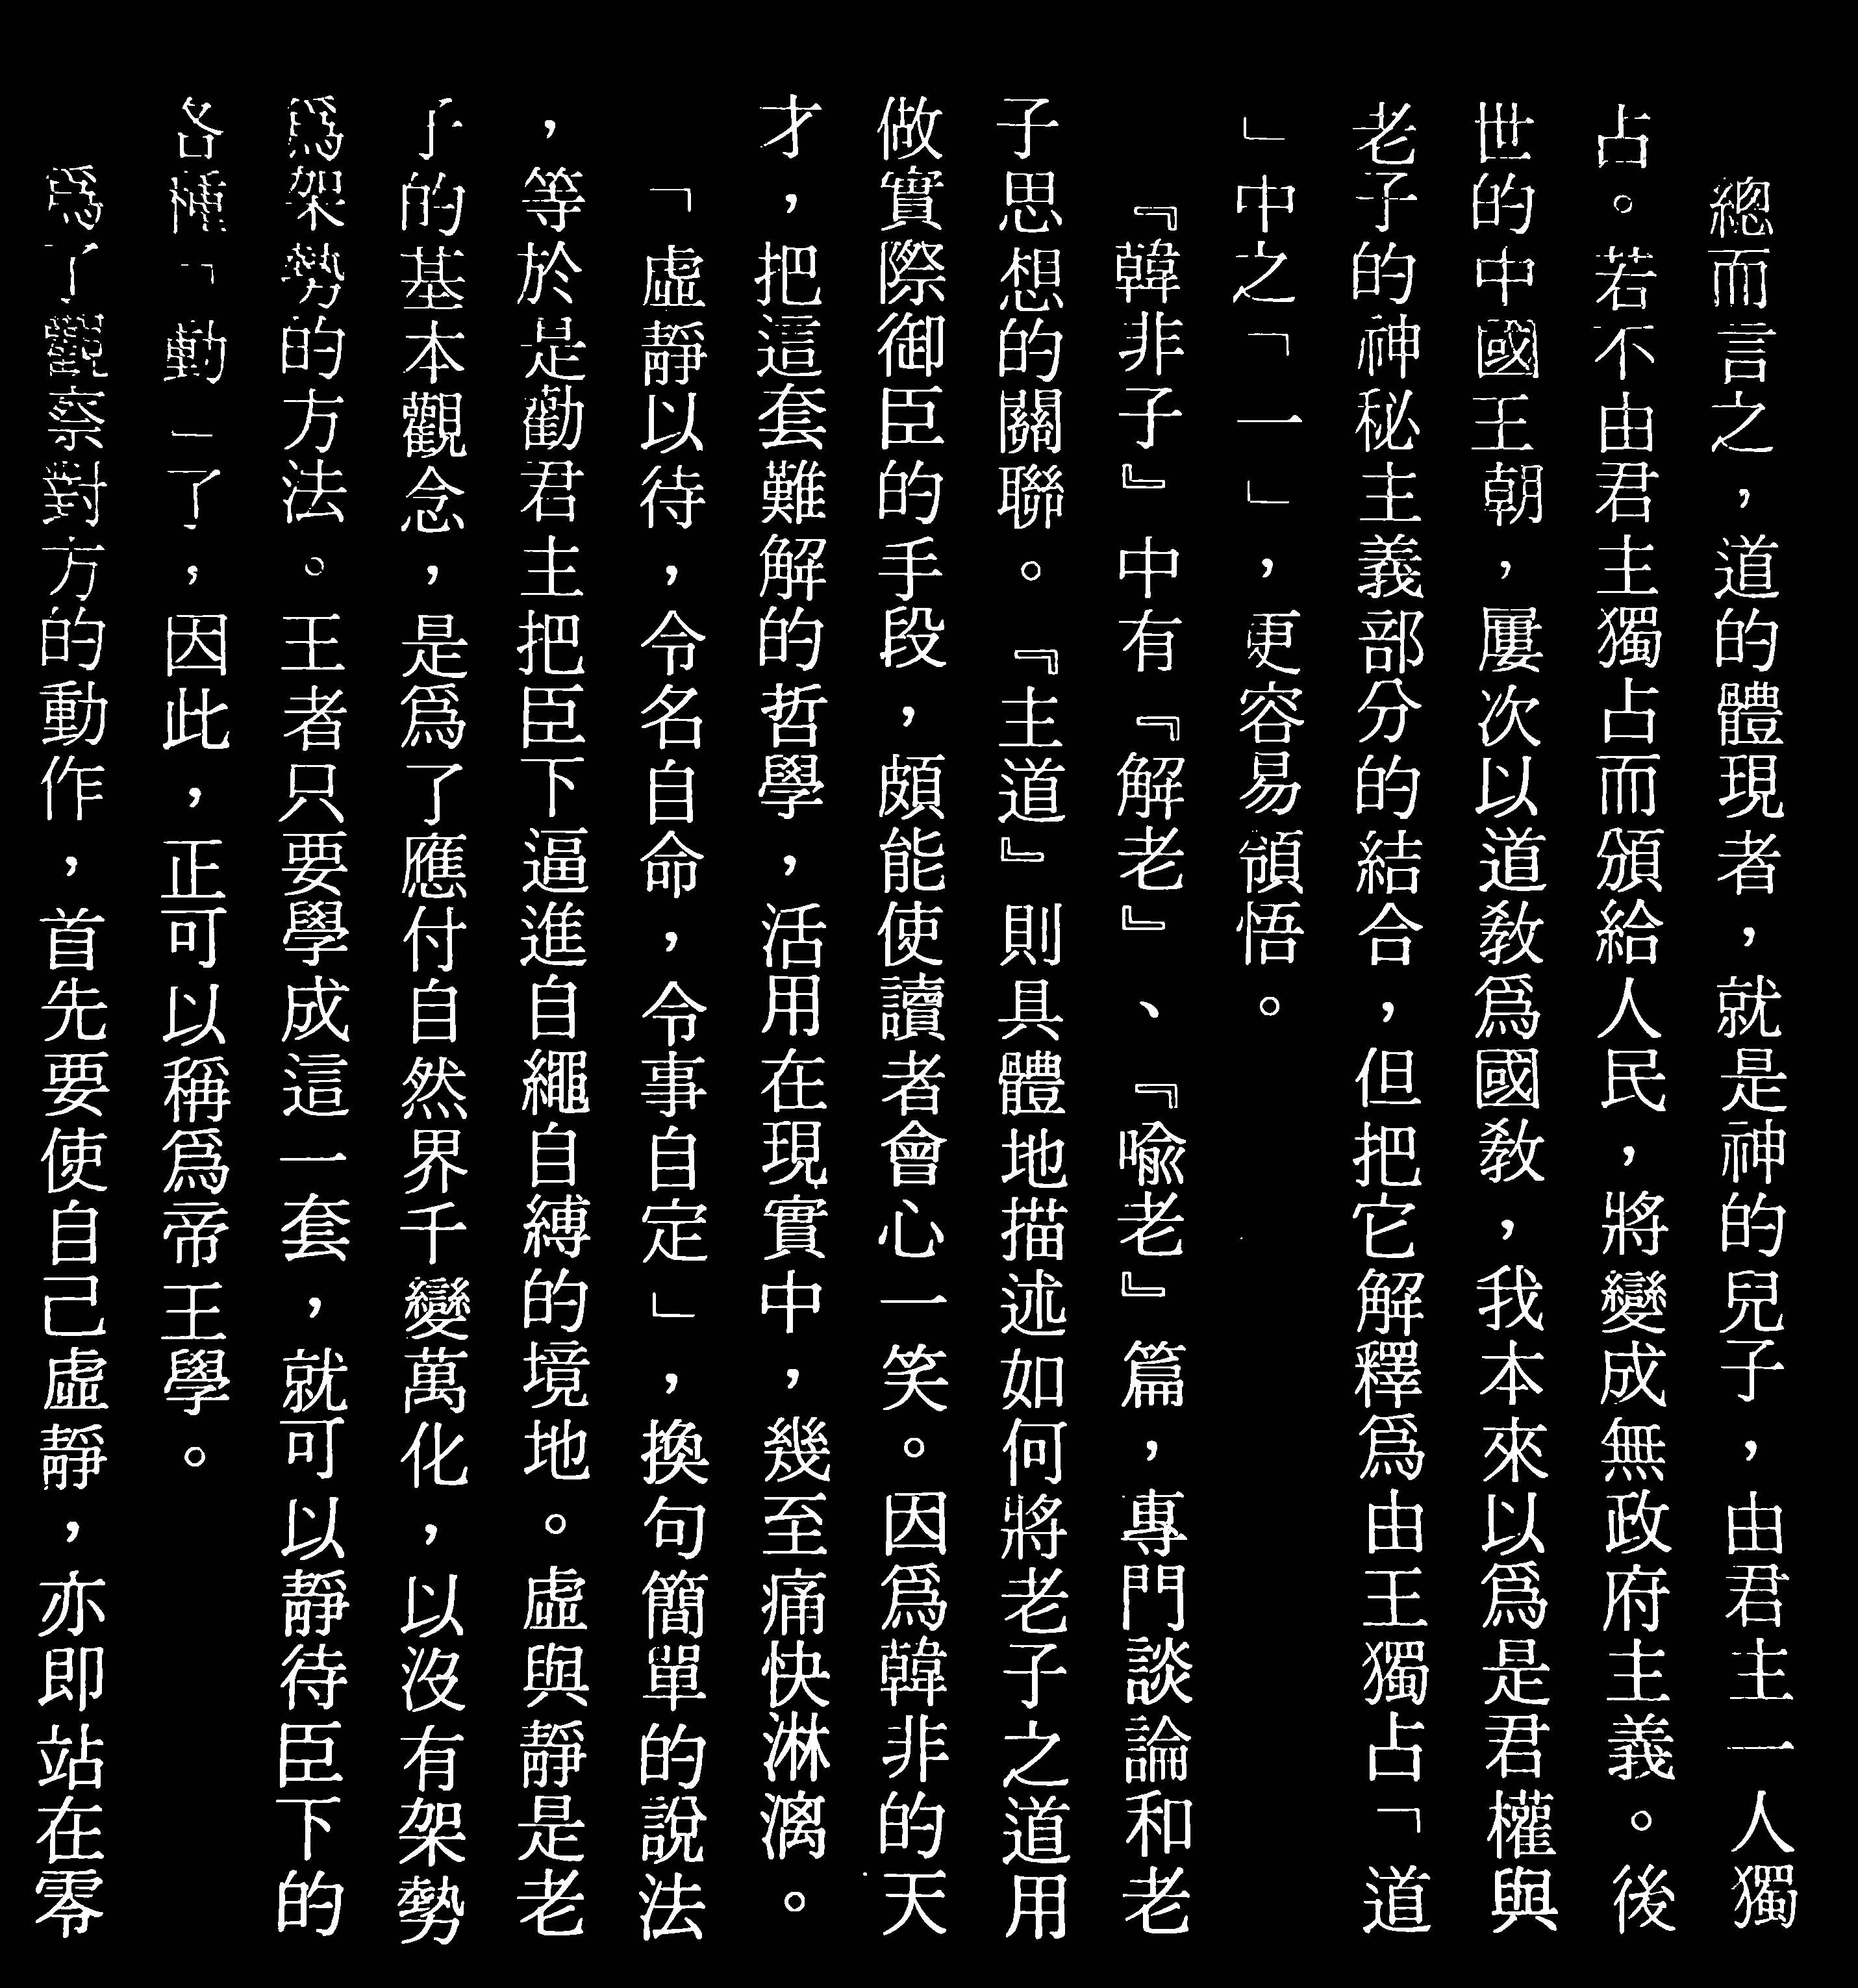 總而言之，道的體現者，就是神的兒子，由君主一人獨
占。若不由君主獨占而頒給人民，將變成無政府主義。後
世的中國王朝，屢次以道敎爲國敎，我本來以爲是君權與
老子的神秘主義部分的結合，但把它解釋爲由王獨占「道
」中之「一」，更容易領悟。
『韓非子』中有『解老』、『喩老』篇，專門談論和老
子思想的關聯。『主道』則具體地描述如何將老子之道用
做實際御臣的手段，頗能使讀者會心一笑。因爲韓非的天
才，把這套難解的哲學，活用在現實中，幾至痛快淋漓。
「虛靜以待，令名自命，令事自定」，換句簡單的說法
，等於是勸君主把臣下逼進自繩自縛的境地。虛與靜是老
子的基本觀念，是爲了應付自然界千變萬化，以沒有架勢
爲架勢的方法。王者只要學成這一套，就可以靜待臣下的
各種「動」了，因此，正可以稱爲帝王學。
爲了觀察對方的動作，首先要使自己虛靜，亦即站在零